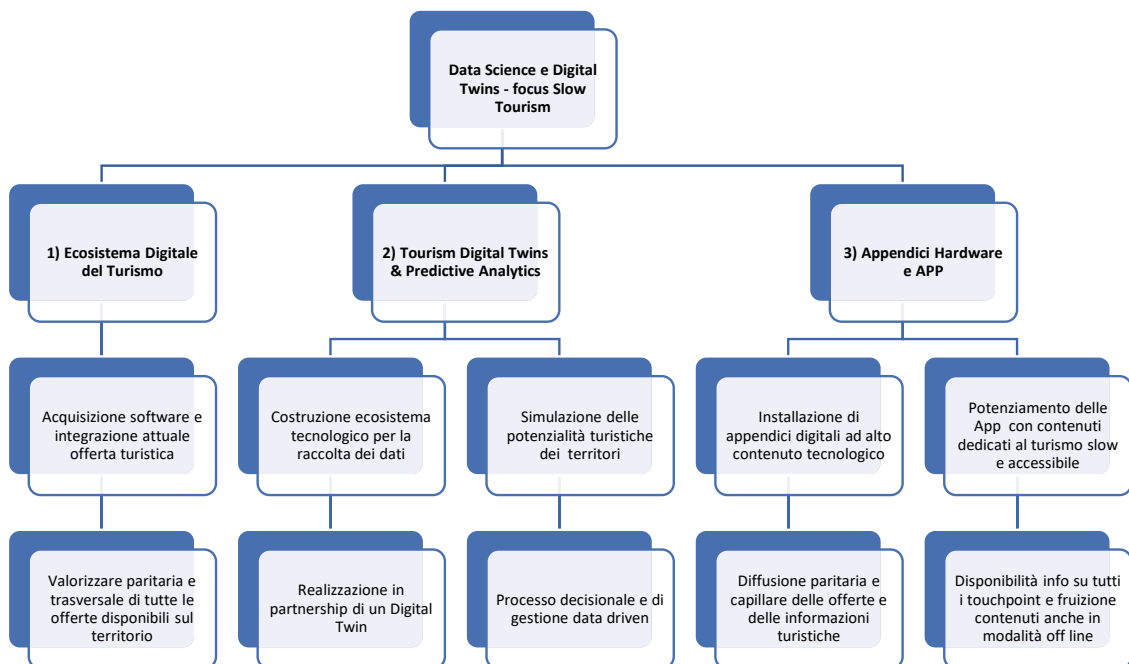 Data Science e Digital
Twins - focus Slow
Tourism
1) Ecosistema Digitale
del Turismo
2) Tourism Digital Twins
& Predictive Analytics
3) Appendici Hardware
e APP
Acquisizione software e
integrazione attuale
offerta turistica
Costruzione ecosistema
tecnologico per la
raccolta dei dati
Simulazione delle
potenzialità turistiche
dei territori
Installazione di
appendici digitali ad alto
contenuto tecnologico
Potenziamento delle
App con contenuti
dedicati al turismo slow
e accessibile
Valorizzare paritaria e
trasversale di tutte le
offerte disponibili sul
territorio
Realizzazione in
partnership di un Digital
Twin
Processo decisionale e di
gestione data driven
Diffusione paritaria e
capillare delle offerte e
delle informazioni
turistiche
Disponibilità info su tutti
i touchpoint e fruizione
contenuti anche in
modalità off line